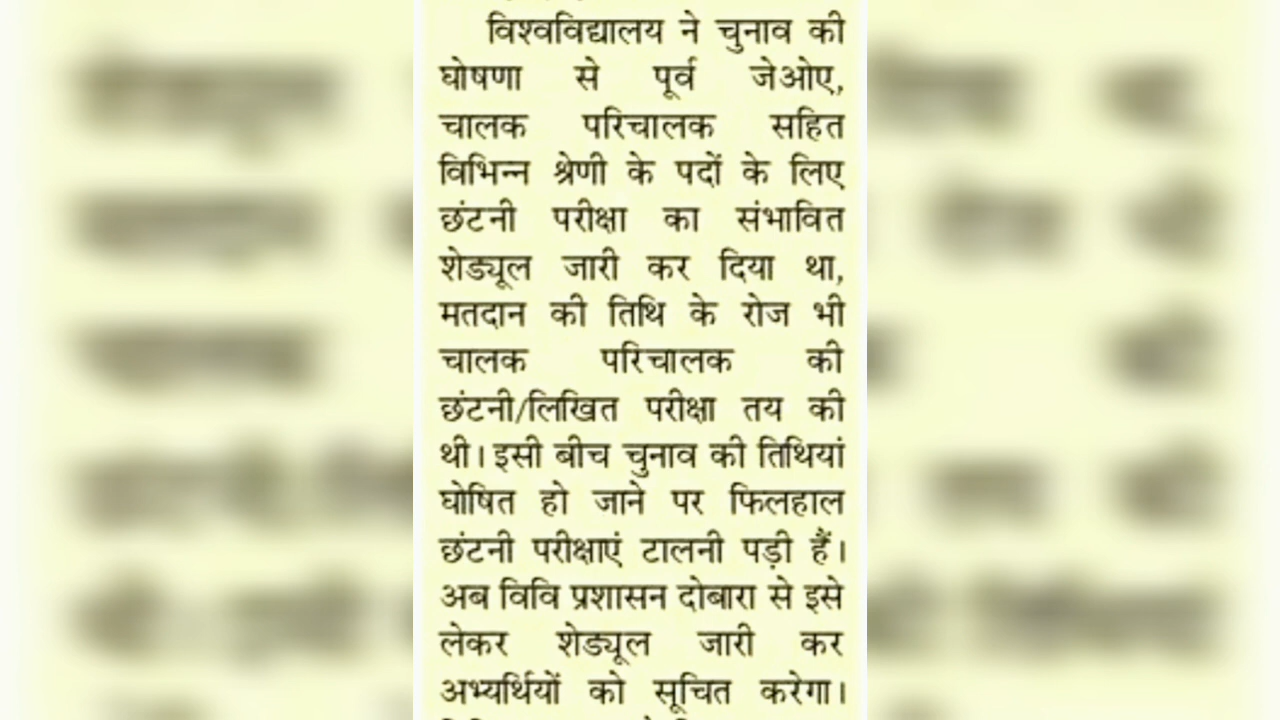 विश्वविद्यालय ने चुनाव की
घोषणा से पूर्व जेओए,
चालक परिचालक सहित
विभिन्न श्रेणी के पदों के लिए
छंटनी परीक्षा का संभावित
शेड्यूल जारी कर दिया था,
मतदान की तिथि के रोज भी
चालक परिचालक की
छंटनी/लिखित परीक्षा तय की
थी। इसी बीच चुनाव की तिथियां
घोषित हो जाने पर फिलहाल
छंटनी परीक्षाएं टालनी पड़ी हैं।
अब विवि प्रशासन दोबारा से इसे
लेकर शेड्यूल जारी कर
अभ्यर्थियों को सूचित करेगा।